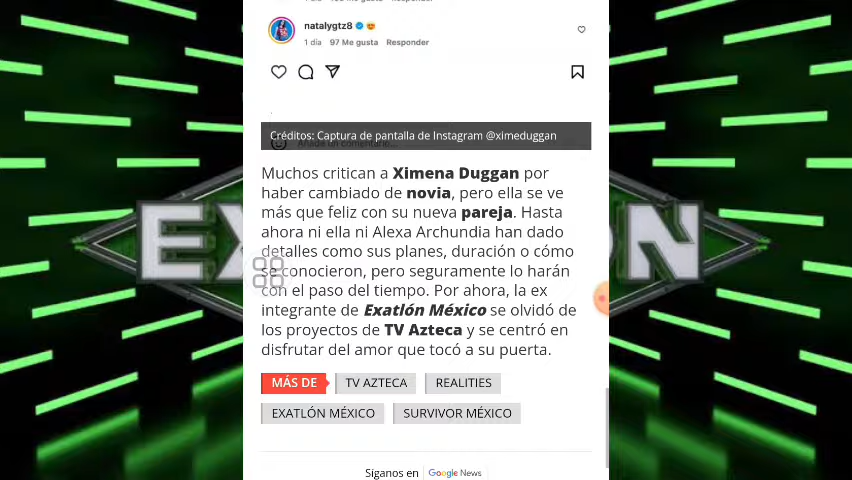 natalygtz8
1 día 97 Me gusta Responder
Créditos: Captura de pantalla de Instagram @ximeduggan
Añade un comentario...
Muchos critican a Ximena Duggan por
haber cambiado de novia, pero ella se ve
más que feliz con su nueva pareja. Hasta
ahora ni ella ni Alexa Archundia han dado
detalles como sus planes, duración o cómo
se conocieron, pero seguramente lo harán
con el paso del tiempo. Por ahora, la ex
integrante de Exatlón México se olvidó de
los proyectos de TV Azteca y se centró en
disfrutar del amor que tocó a su puerta.
MÁS DE TV AZTECA REALITIES
EXATLÓN MÉXICO SURVIVOR MÉXICO
Síganos en Google News